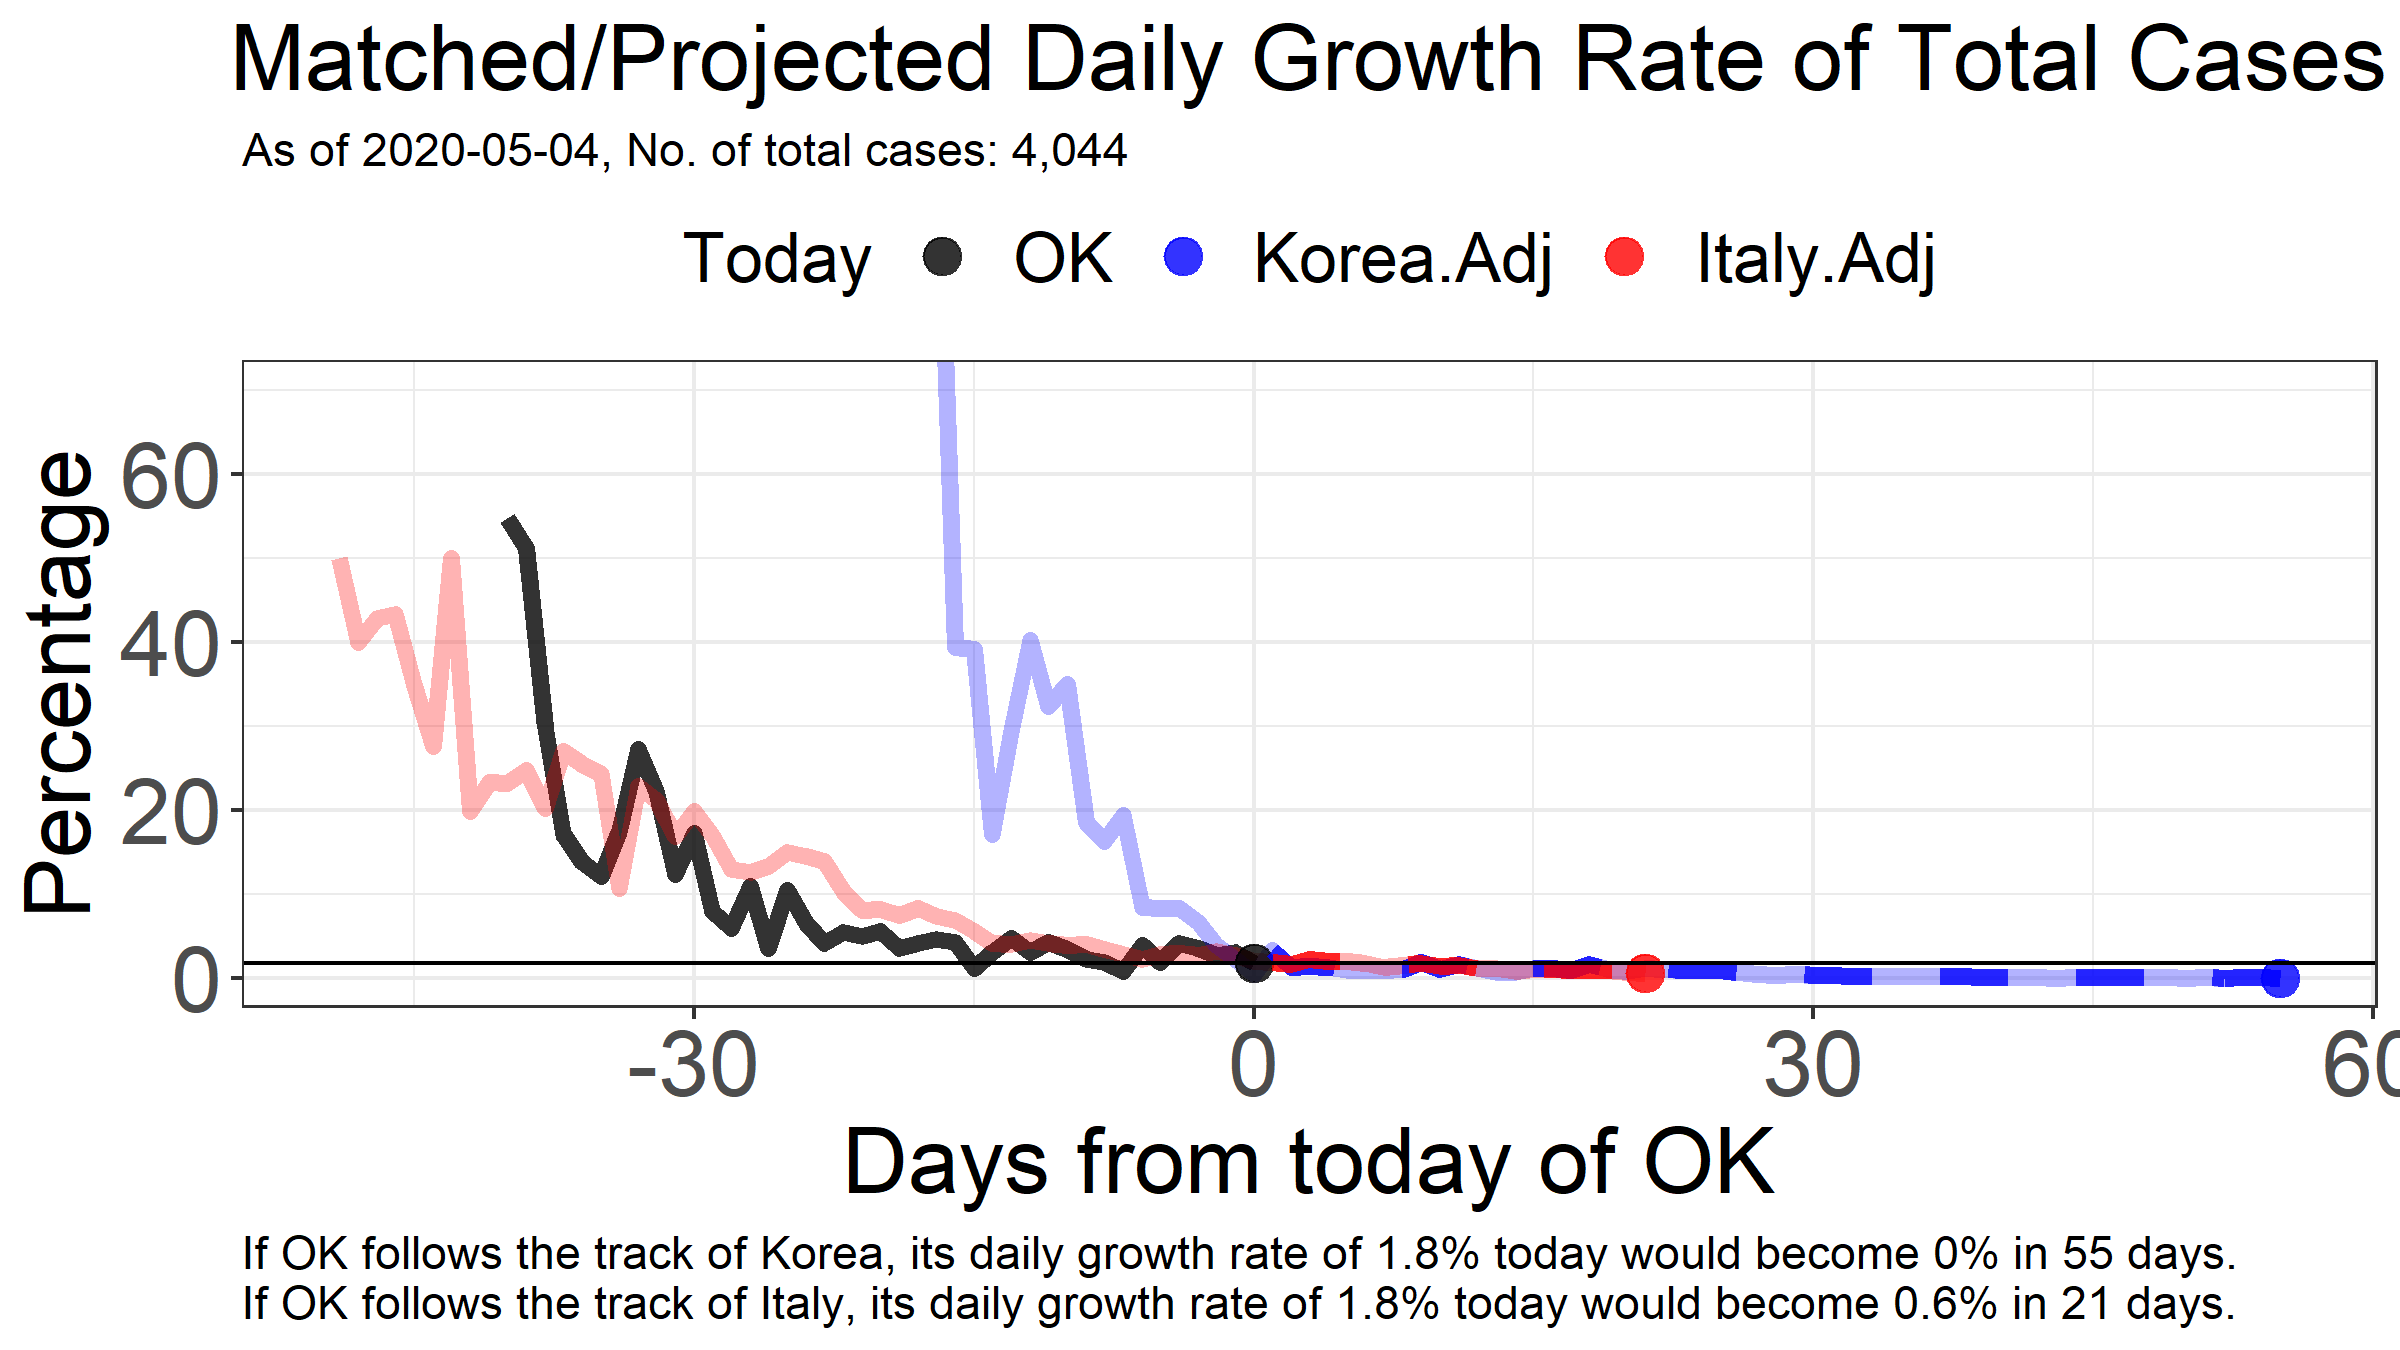 Matched/Projected Daily Growth Rate of Total Cases
As of 2020-05-04, No. of total cases: 4,044
Today OK Korea.Adj Italy.Adj
Percentage
60
40
20
0
-30 0 30 60
Days from today of OK
If OK follows the track of Korea, its daily growth rate of 1.8% today would become 0% in 55 days.
If OK follows the track of Italy, its daily growth rate of 1.8% today would become 0.6% in 21 days.